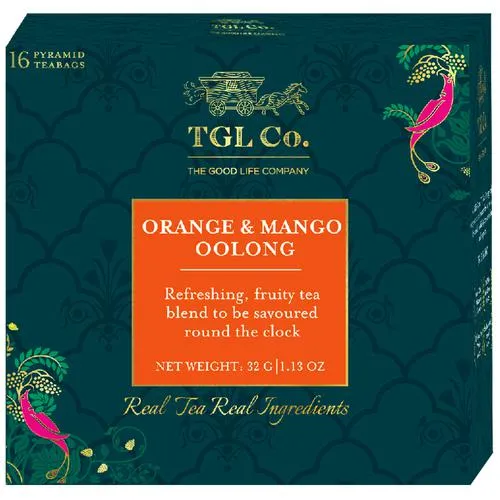 16 PYRAMID
TEABAGS
TGL Co.
THE GOOD LIFE COMPANY
ORANGE & MANGO
OOLONG
Refreshing, fruity tea
blend to be savoured
round the clock
NET WEIGHT: 32 G|1.13 OZ
Real Tea Real Ingredients